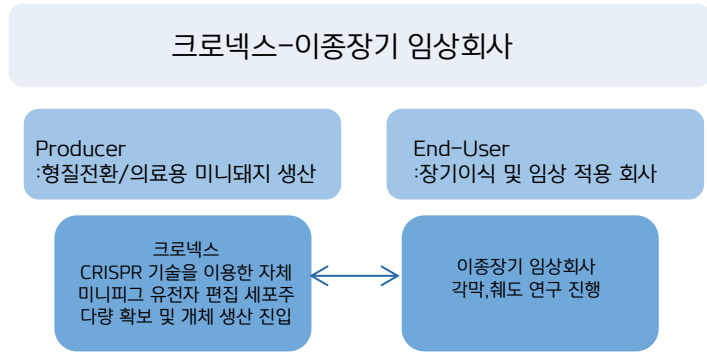 크로넥스-이종장기 임상회사
Producer
:형질전환/의료용 미니돼지 생산
End-User
:장기이식 및 임상 적용 회사
크로넥스
CRISPR 기술을 이용한 자체
미니피그 유전자 편집 세포주
다량 확보 및 개체 생산 진입
이종장기 임상회사
각막,췌도 연구 진행